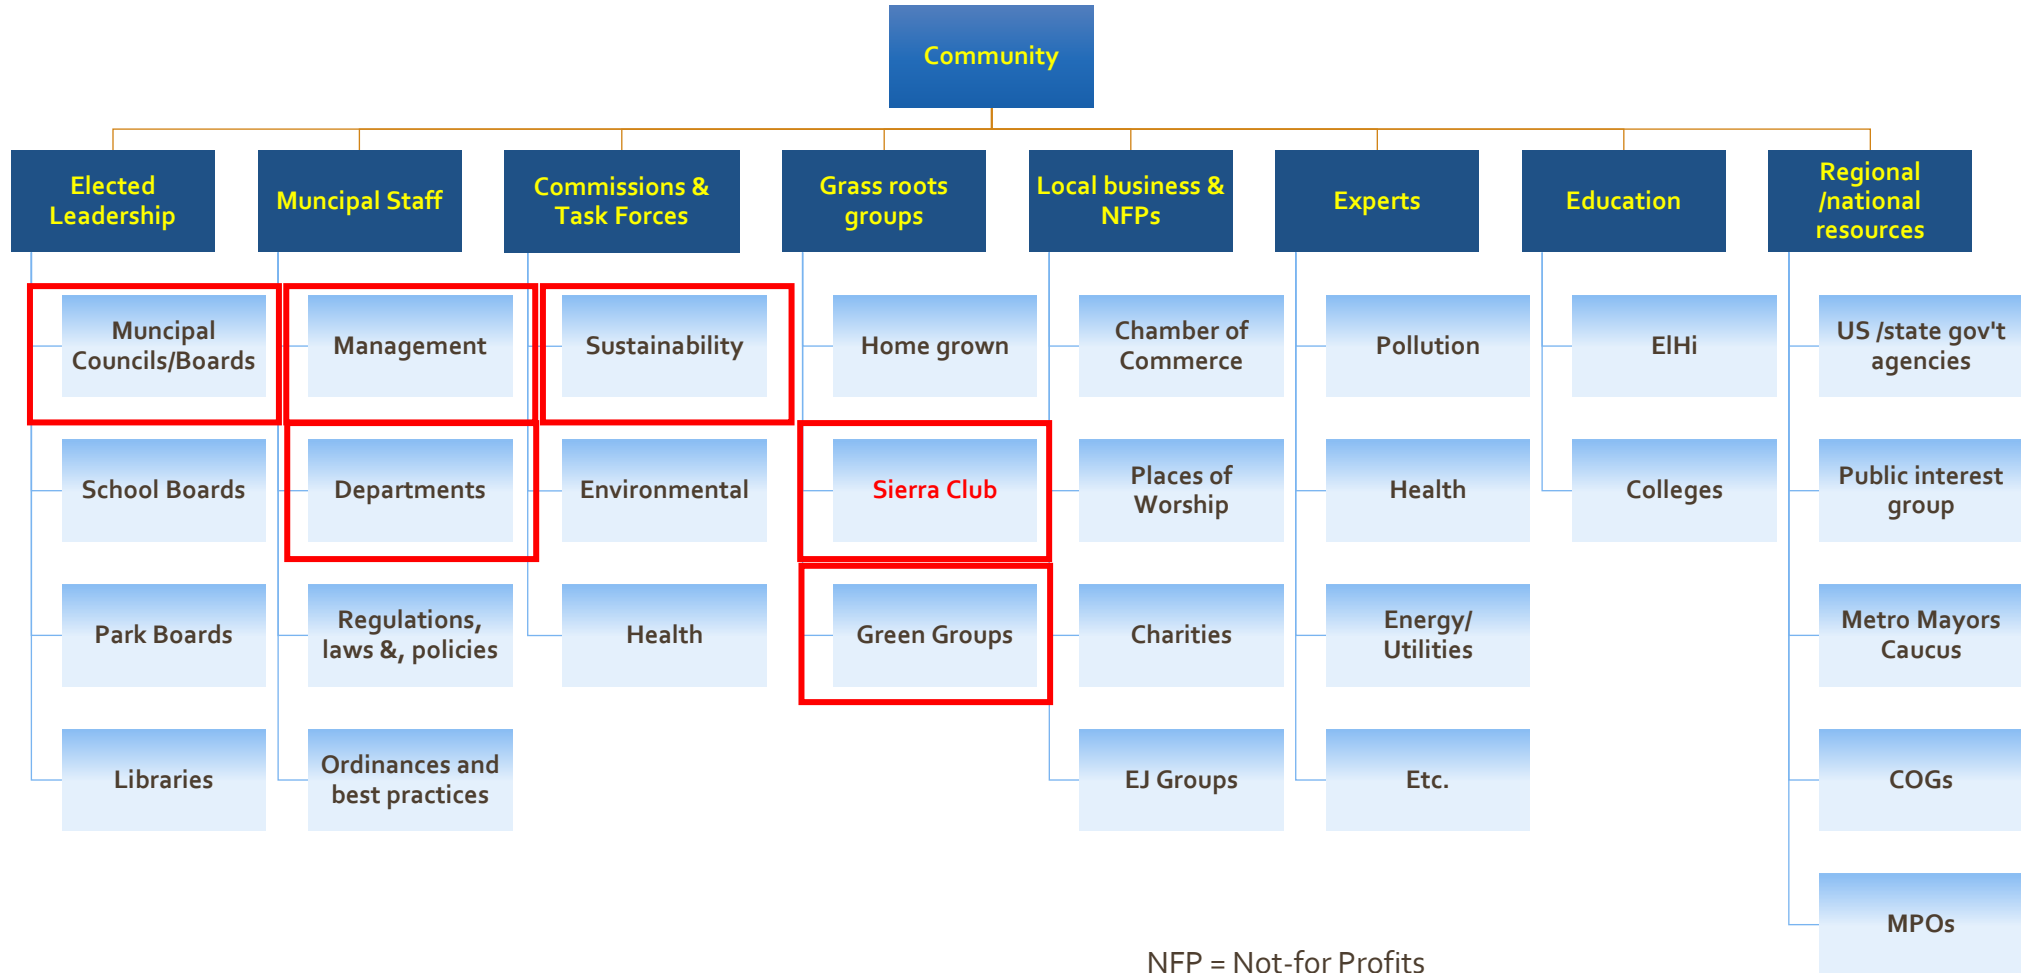 Community
Elected
Leadership
Muncipal Staff
Commissions &
Task Forces
Grass roots
groups
Local business &
NFPs
Experts
Education
Regional
/national
resources
Muncipal
Councils/Boards
School Boards
Park Boards
Libraries
Management
Departments
Regulations,
laws &, policies
Ordinances and
best practices
Sustainability
Environmental
Health
Home grown
Sierra Club
Green Groups
Chamber of
Commerce
Places of
Worship
Charities
EJ Groups
Pollution
Health
Energy/
Utilities
Etc.
ElHi
Colleges
US /state gov't
agencies
Public interest
group
Metro Mayors
Caucus
COGs
MPOs
NFP = Not-for Profits